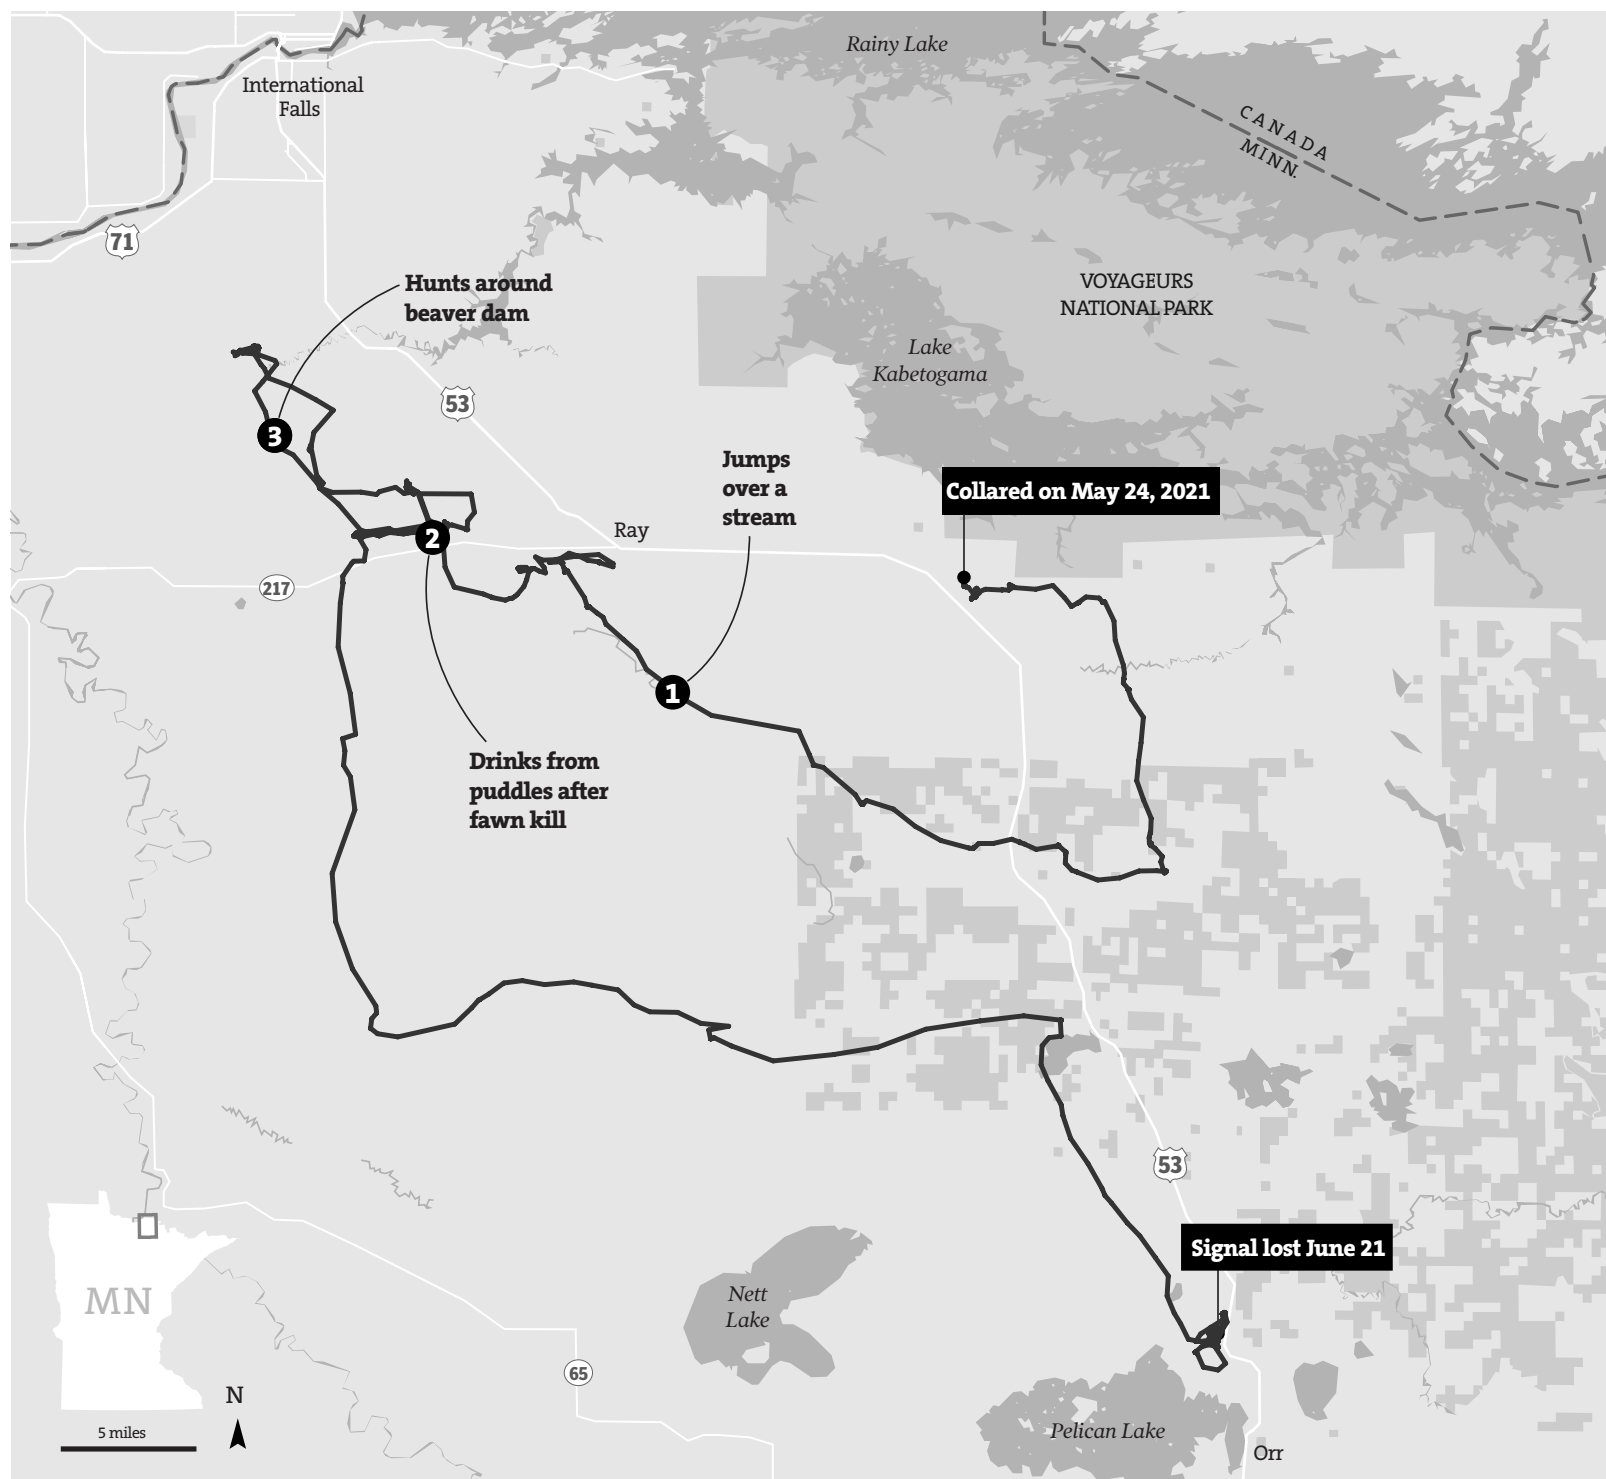 Rainy Lake
International
Falls
CANADA
MINN.
71
Hunts around
beaver dam
VOYAGEURS
NATIONAL PARK
Lake
Kabetogama
53
3
Jumps
over a
stream
Collared on May 24, 2021
2
Ray
217
1
Drinks from
puddles after
fawn kill
53
Signal lost June 21
MN
Nett
Lake
65
N
5 miles
Pelican Lake
Orr